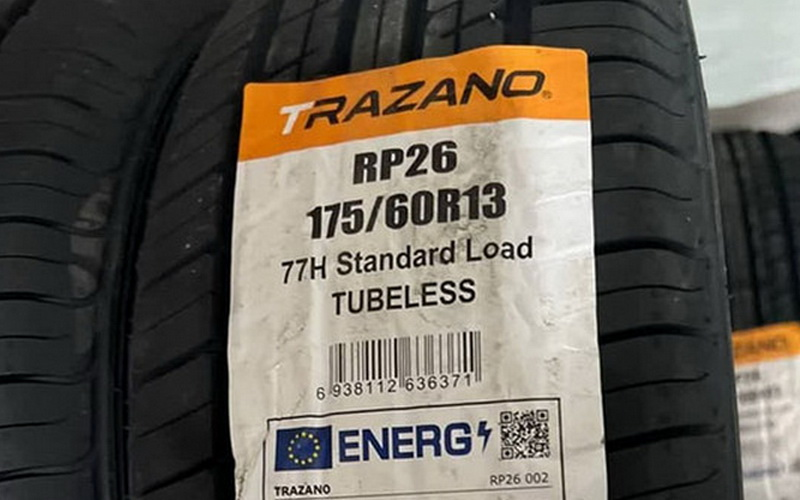 TRAZANO®
RP26
175/60R13
77H Standard Load
TUBELESS
6 938112 636371
ENERG
TRAZANO RP26 002